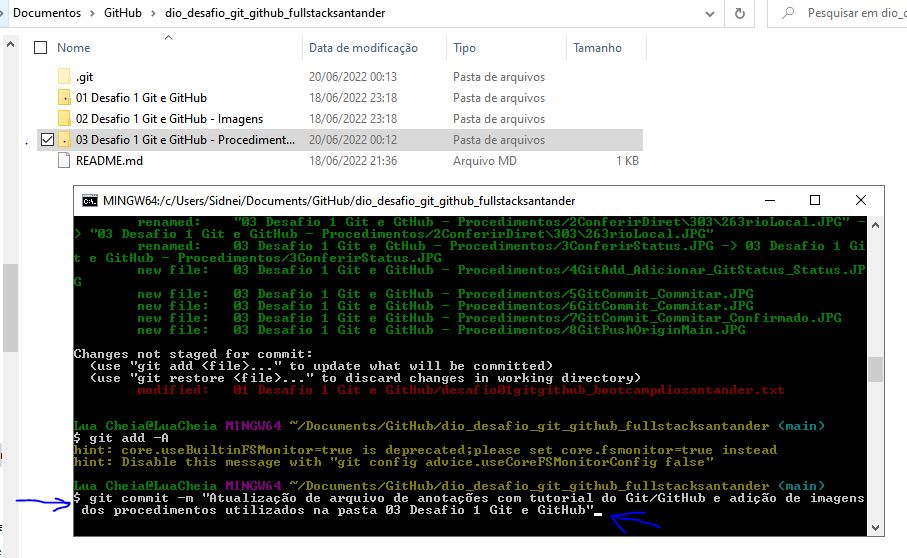 Documentos > GitHub > dio_desafio_git_github_fullstacksantander
Pesquisar em dio_d
Nome Data de modificação Tipo Tamanho
.git 20/06/2022 00:13 Pasta de arquivos
01 Desafio 1 Git e GitHub 18/06/2022 23:18 Pasta de arquivos
02 Desafio 1 Git e GitHub - Imagens 18/06/2022 23:18 Pasta de arquivos
03 Desafio 1 Git e GitHub - Procediment... 20/06/2022 00:12 Pasta de arquivos
README.md 18/06/2022 21:36 Arquivo MD 1 KB
MINGW64:/c/Users/Sidnei/Documents/GitHub/dio_desafio_git_github_fullstacksantander
renamed: "03 Desafio 1 Git e GtHub - Procedimentos/2ConferirDiret\303\263rioLocal.JPG" -
> "03 Desafio 1 Git e GitHub - Procedimentos/2ConferirDiret\303\263rioLocal.JPG"
renamed: 03 Desafio 1 Git e GtHub - Procedimentos/3ConferirStatus.JPG -> 03 Desafio 1 Gi
t e GitHub - Procedimentos/3ConferirStatus.JPG
new file: 03 Desafio 1 Git e GitHub - Procedimentos/4GitAdd_Adicionar_GitStatus_Status.JP
G
new file: 03 Desafio 1 Git e GitHub - Procedimentos/5GitCommit_Commitar.JPG
new file: 03 Desafio 1 Git e GitHub - Procedimentos/6GitCommit_Commitar.JPG
new file: 03 Desafio 1 Git e GitHub - Procedimentos/7GitCommit_Commitar_Confirmado.JPG
new file: 03 Desafio 1 Git e GitHub - Procedimentos/8GitPushOriginMain.JPG
Changes not staged for commit:
(use "git add <file>..." to update what will be committed)
(use "git restore <file>..." to discard changes in working directory)
modified: 01 Desafio 1 Git e GitHub/desafio01gitgithub_bootcampdiosantander.txt
Lua Cheia@LuaCheia MINGW64 ~/Documents/GitHub/dio_desafio_git_github_fullstacksantander (main)
$ git add -A
hint: core.useBuiltinFSMonitor=true is deprecated;please set core.fsmonitor=true instead
hint: Disable this message with "git config advice.useCoreFSMonitorConfig false"
Lua Cheia@LuaCheia MINGW64 ~/Documents/GitHub/dio_desafio_git_github_fullstacksantander (main)
$ git commit -m "Atualização de arquivo de anotações com tutorial do Git/GitHub e adição de imagens
dos procedimentos utilizados na pasta 03 Desafio 1 Git e GitHub"